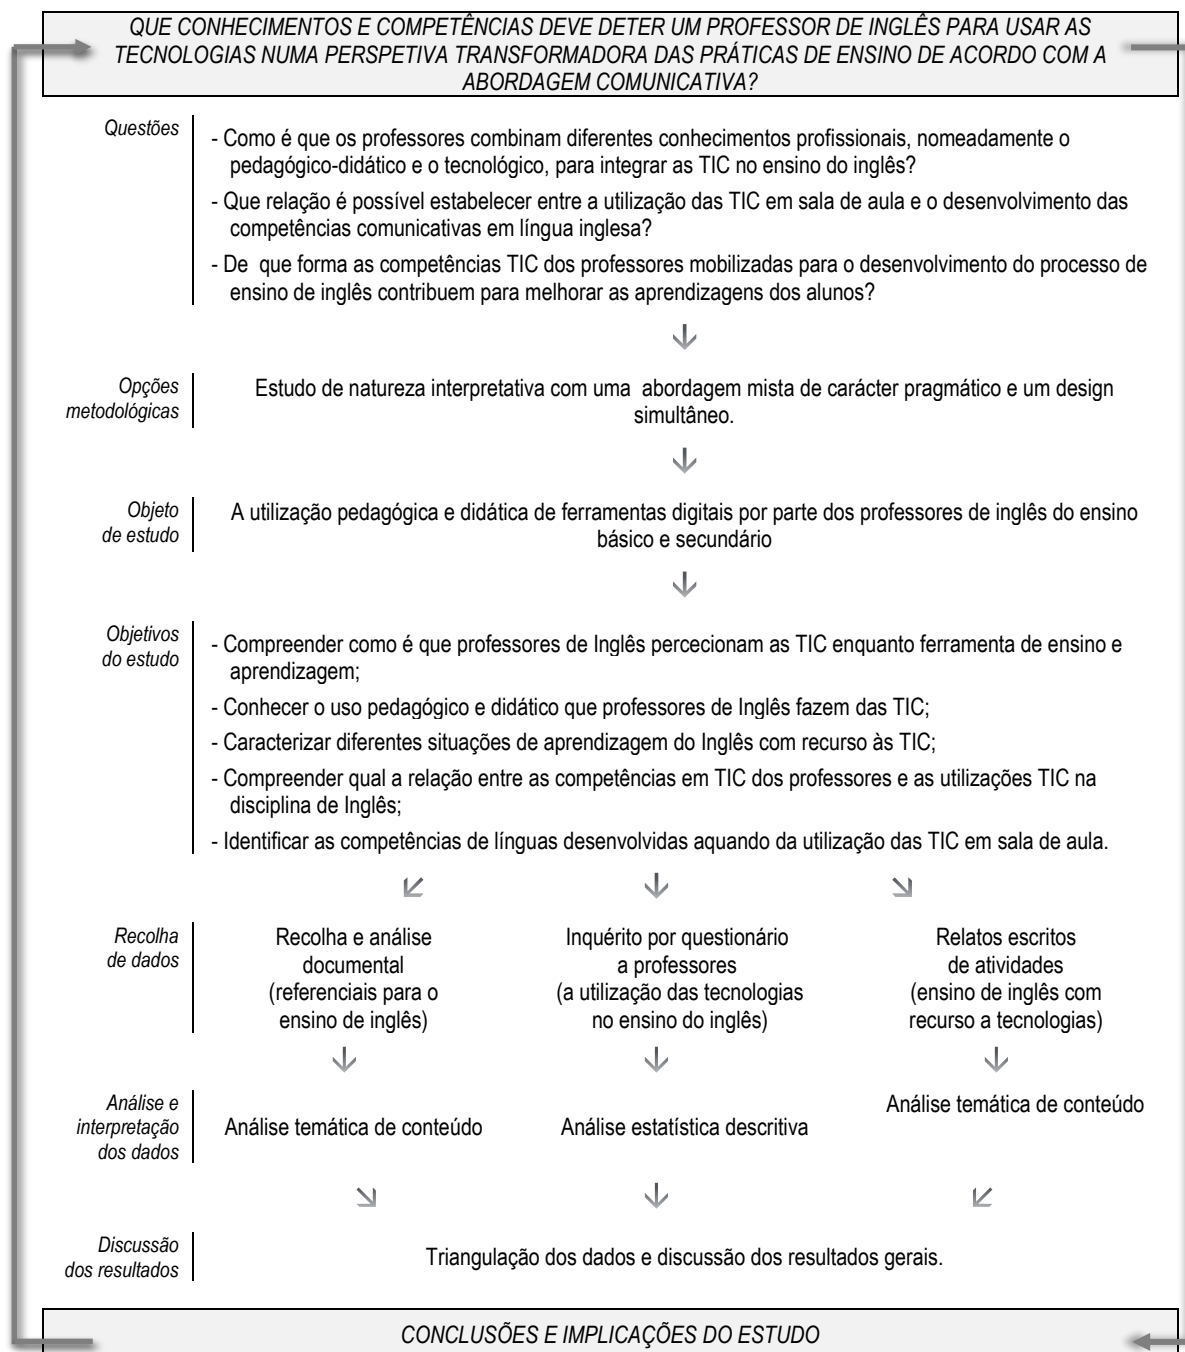 QUE CONHECIMENTOS E COMPETÊNCIAS DEVE DETER UM PROFESSOR DE INGLÊS PARA USAR AS
TECNOLOGIAS NUMA PERSPETIVA TRANSFORMADORA DAS PRÁTICAS DE ENSINO DE ACORDO COM A
ABORDAGEM COMUNICATIVA?
Questões
- Como é que os professores combinam diferentes conhecimentos profissionais, nomeadamente o
pedagógico-didático e o tecnológico, para integrar as TIC no ensino do inglês?
- Que relação é possível estabelecer entre a utilização das TIC em sala de aula e o desenvolvimento das
competências comunicativas em língua inglesa?
- De que forma as competências TIC dos professores mobilizadas para o desenvolvimento do processo de
ensino de inglês contribuem para melhorar as aprendizagens dos alunos?
Opções
metodológicas
Estudo de natureza interpretativa com uma abordagem mista de carácter pragmático e um design
simultâneo.
Objeto
de estudo
A utilização pedagógica e didática de ferramentas digitais por parte dos professores de inglês do ensino
básico e secundário
Objetivos
do estudo
- Compreender como é que professores de Inglês percecionam as TIC enquanto ferramenta de ensino e
aprendizagem;
- Conhecer o uso pedagógico e didático que professores de Inglês fazem das TIC;
- Caracterizar diferentes situações de aprendizagem do Inglês com recurso às TIC;
- Compreender qual a relação entre as competências em TIC dos professores e as utilizações TIC na
disciplina de Inglês;
- Identificar as competências de línguas desenvolvidas aquando da utilização das TIC em sala de aula.
Recolha
de dados
Recolha e análise
documental
(referenciais para o
ensino de inglês)
Inquérito por questionário
a professores
(a utilização das tecnologias
no ensino do inglês)
Relatos escritos
de atividades
(ensino de inglês com
recurso a tecnologias)
Análise e
interpretação
dos dados
Análise temática de conteúdo
Análise estatística descritiva
Análise temática de conteúdo
Discussão
dos resultados
Triangulação dos dados e discussão dos resultados gerais.
CONCLUSÕES E IMPLICAÇÕES DO ESTUDO